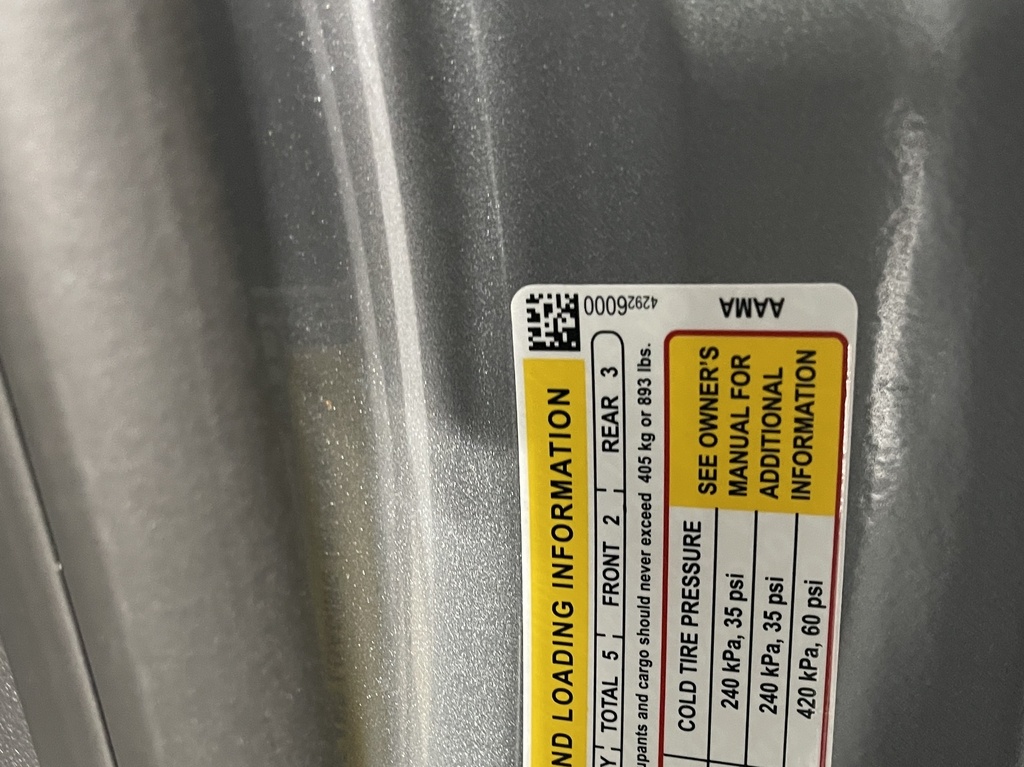 ND LOADING INFORMATION
Y TOTAL 5 FRONT 2 REAR 3
upants and cargo should never exceed 405 kg or 893 lbs.
COLD TIRE PRESSURE
240 kPa, 35 psi
240 kPa, 35 psi
420 kPa, 60 psi
SEE OWNER'S
MANUAL FOR
ADDITIONAL
INFORMATION
42926000
AAMA